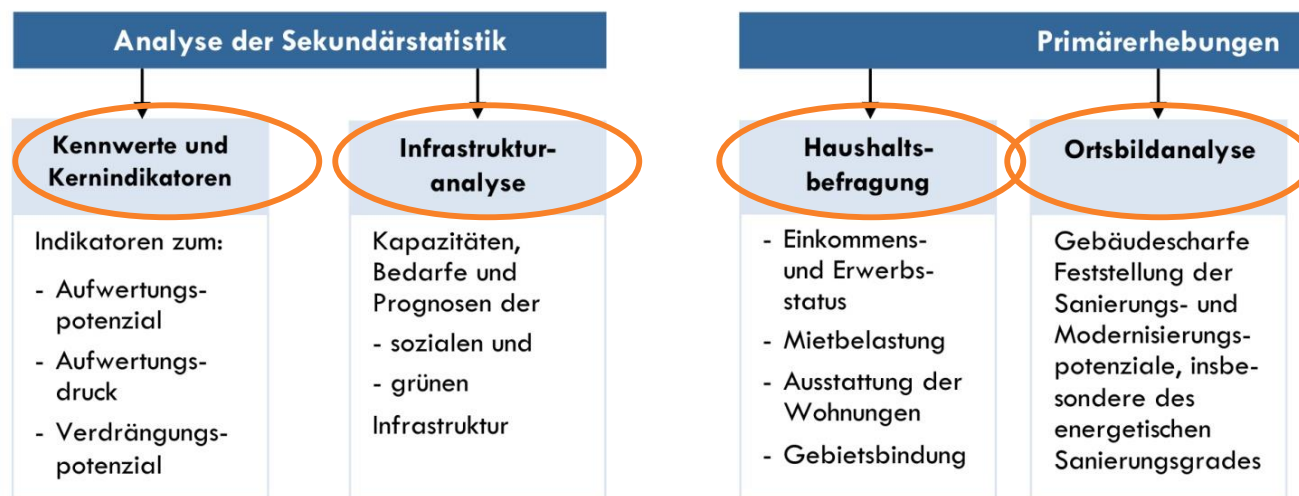 Analyse der Sekundärstatistik
Kennwerte und
Kernindikatoren
Indikatoren zum:
- Aufwertungs-
potenzial
- Aufwertungs-
druck
- Verdrängungs-
potenzial
Infrastruktur-
analyse
Kapazitäten,
Bedarfe und
Prognosen der
- sozialen und
- grünen
Infrastruktur
Primärerhebungen
Haushalts-
befragung
- Einkommens-
und Erwerbs-
status
- Mietbelastung
- Ausstattung der
Wohnungen
- Gebietsbindung
Ortsbildanalyse
Gebäudescharfe
Feststellung der
Sanierungs- und
Modernisierungs-
potenziale, insbe-
sondere des
energetischen
Sanierungsgrades